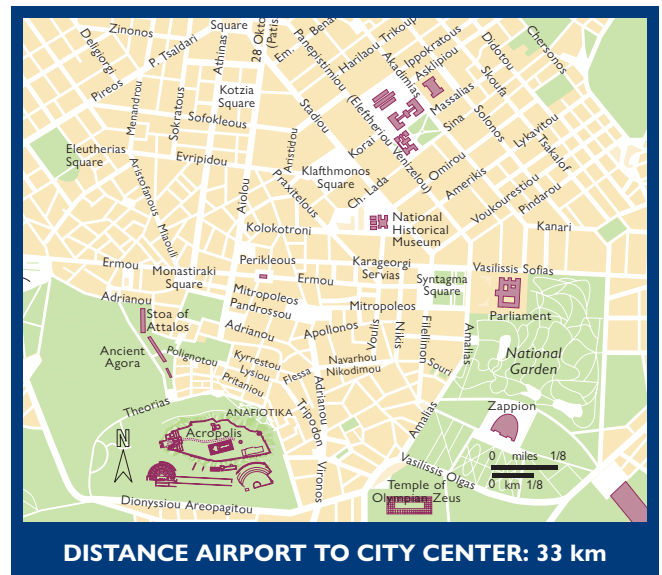 Zinonos
Square
28 Okto
(Patis
Em.
Bena
Deligiorgi
P. Tsaldari
Athinas
Panepistimiou
(Eleftheriou Venizelou)
Harilaou Trikoup
Akadimias
Ippokratous
Asklipiou
Didotou
Chersonos
Pireos
Menandrou
Sokratous
Kotzia
Square
Sofokleous
Stadiou
Skoufa
Massalias
Sina
Solonos
Lykavitou
Tsakalof
Eleutherias
Square
Evripidou
Aristidou
Korai
Omirou
Amerikis
Voukourestiou
Pindarou
Aristofanous
Miaouli
Aiolou
Praxitelous
Klafthmonos
Square
Ch. Lada
Kolokotroni
National
Historical
Museum
Kanari
Ermou
Monastiraki
Square
Perikleous
Ermou
Karageorgi
Servias
Syntagma
Square
Vasilissis Sofias
Adrianou
Mitropoleos
Pandrossou
Mitropoleos
Parliament
Stoa of
Attalos
Adrianou
Apollonos
Voulis
Nikis
Filellinon
Amalias
Ancient
Agora
Polignotou
Kyrrestou
Lysiou
Pritaniou
Flessa
Navarhou
Nikodimou
Souri
National
Garden
Theorias
ANAFIOTIKA
Adrianou
Tripodon
Amalias
Zappion
N
Acropolis
Vironos
Vasilissis Olgas
0 miles 1/8
0 km 1/8
Temple of
Olympian Zeus
Dionyssiou Areopagitou
DISTANCE AIRPORT TO CITY CENTER: 33 km